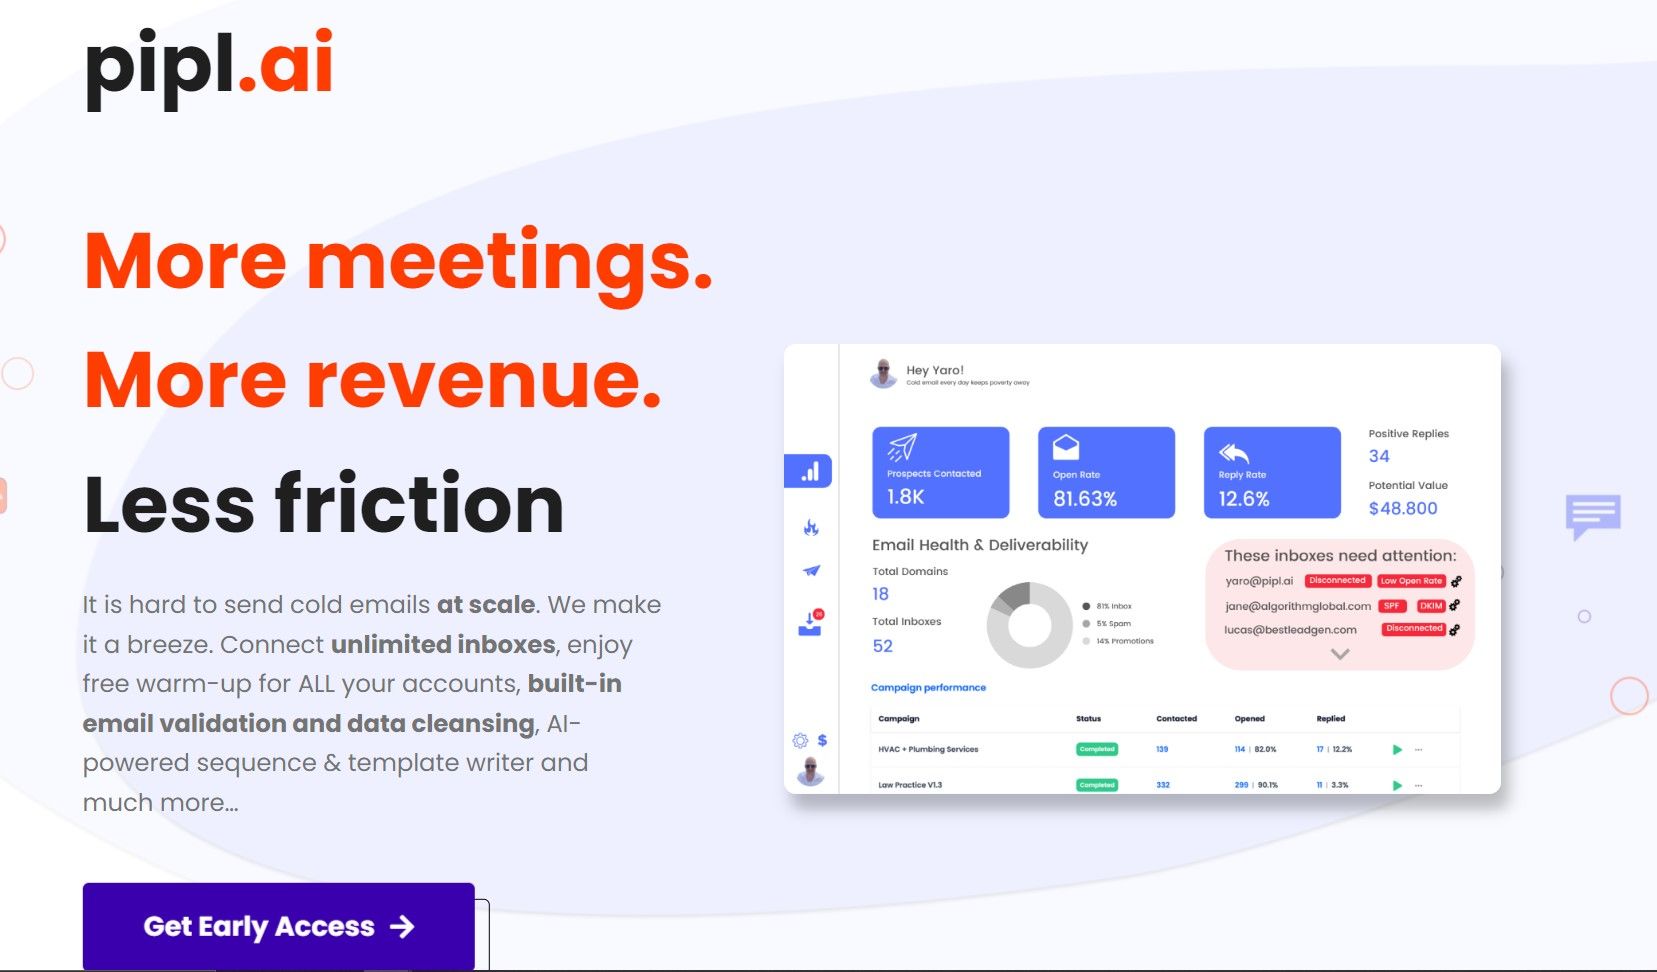 pipl.ai
More meetings.
More revenue.
Less friction
It is hard to send cold emails at scale. We make
it a breeze. Connect unlimited inboxes, enjoy
free warm-up for ALL your accounts, built-in
email validation and data cleansing, AI-
powered sequence & template writer and
much more...
Get Early Access
Hey Yaro!
Cold email every day keeps poverty away
Prospects Contacted
1.8K
Open Rate
81.63%
Reply Rate
12.6%
Positive Replies
34
Potential Value
$48.800
Email Health & Deliverability
Total Domains
18
Total Inboxes
52
81% Inbox
5% Spam
14% Promotions
These inboxes need attention:
yaro@pipl.ai Disconnected Low Open Rate
jane@algorithmglobal.com SPF DKIM
lucas@bestleadgen.com Disconnected
Campaign performance
Campaign Status Contacted Opened Replied
HVAC + Plumbing Services Completed 139 114 | 82.0% 17 | 12.2%
Law Practice V1.3 Completed 332 299 | 90.1% 11 | 3.3%
$